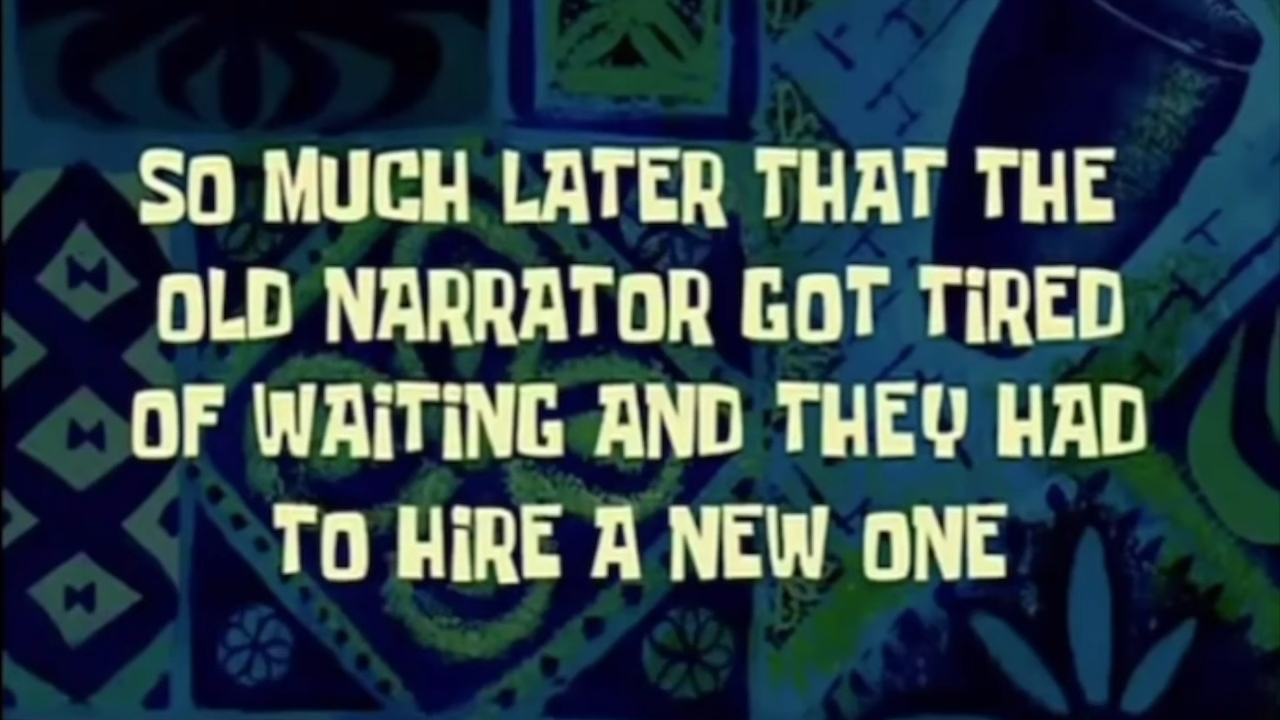 SO MUCH LATER THAT THE
OLD NARRATOR GOT TiRED
OF WAiTiNG AND THEY HAD
TO HiRE A NEW ONE